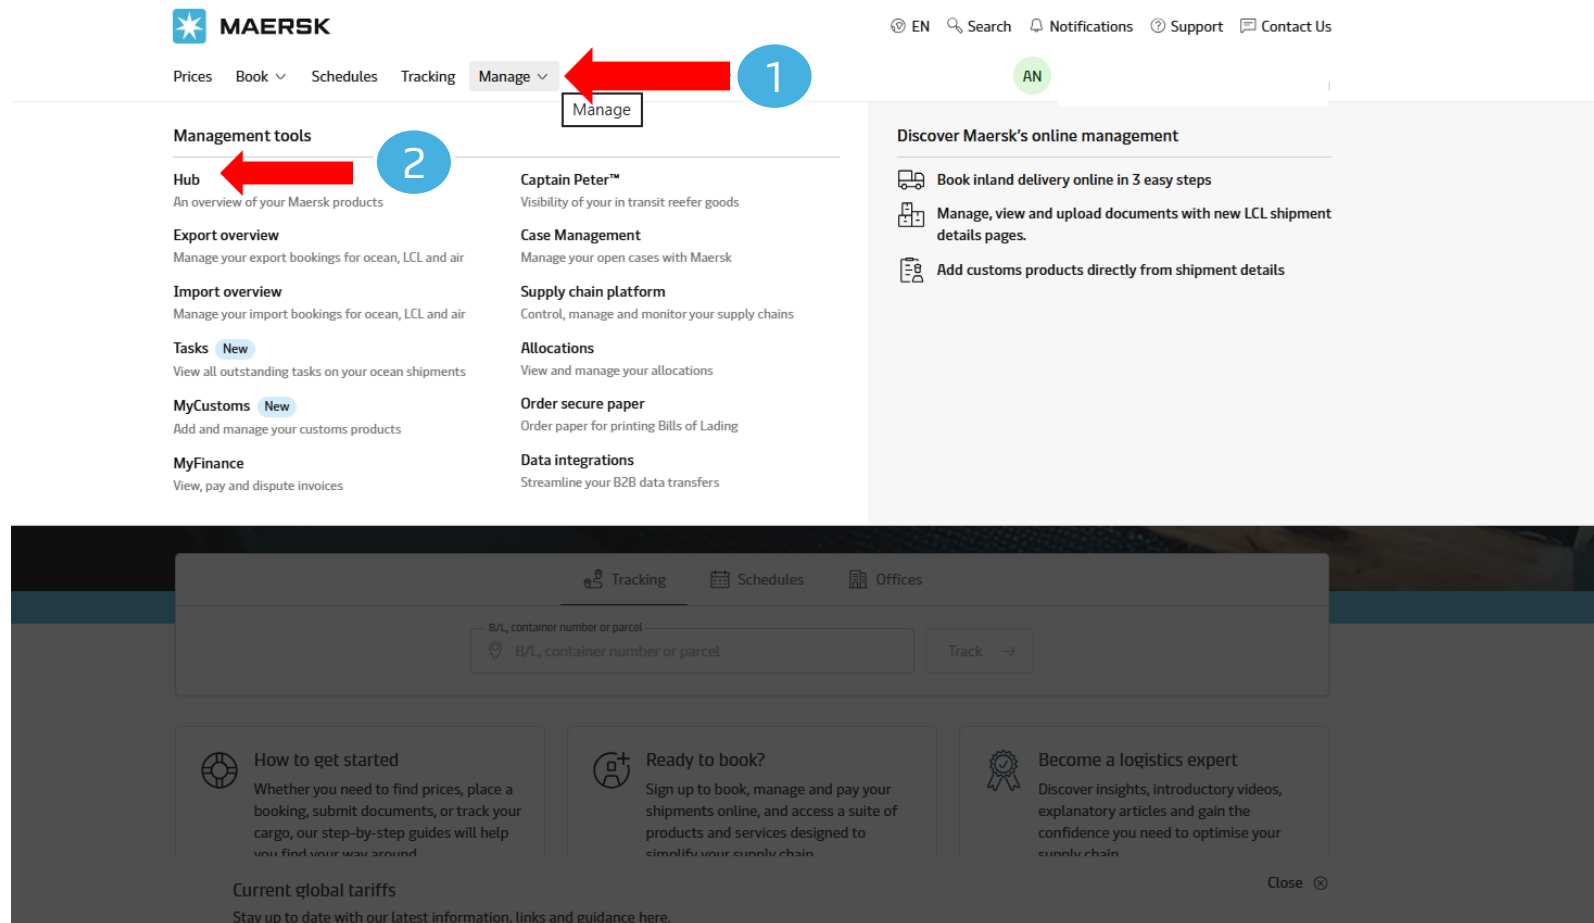 MAERSK
EN Search Notifications Support Contact Us
Prices Book Schedules Tracking Manage 1 AN
Manage
Management tools
2
Hub
An overview of your Maersk products
Export overview
Manage your export bookings for ocean, LCL and air
Import overview
Manage your import bookings for ocean, LCL and air
Tasks New
View all outstanding tasks on your ocean shipments
MyCustoms New
Add and manage your customs products
MyFinance
View, pay and dispute invoices
Captain Peter™
Visibility of your in transit reefer goods
Case Management
Manage your open cases with Maersk
Supply chain platform
Control, manage and monitor your supply chains
Allocations
View and manage your allocations
Order secure paper
Order paper for printing Bills of Lading
Data integrations
Streamline your B2B data transfers
Discover Maersk's online management
Book inland delivery online in 3 easy steps
Manage, view and upload documents with new LCL shipment
details pages.
Add customs products directly from shipment details
Tracking Schedules Offices
B/L, container number or parcel
B/L, container number or parcel
Track
How to get started
Whether you need to find prices, place a
booking, submit documents, or track your
cargo, our step-by-step guides will help
you find your way around
Ready to book?
Sign up to book, manage and pay your
shipments online, and access a suite of
products and services designed to
simplify your supply chain
Become a logistics expert
Discover insights, introductory videos,
explanatory articles and gain the
confidence you need to optimise your
supply chain
Current global tariffs
Close
Stay up to date with our latest information, links and guidance here.